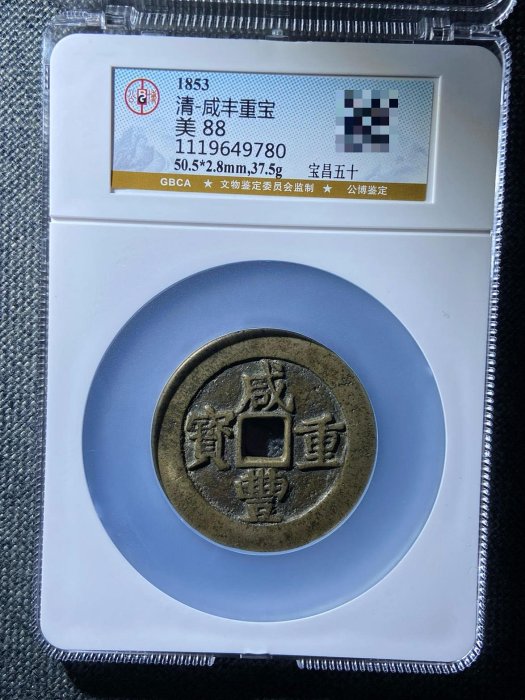 1853
清-咸丰重宝
美 88
1119649780
50.5*2.8mm,37.5g 宝昌五十
GBCA ★ 文物鉴定委员会监制 ★ 公博鉴定
G
咸
寶 重
豐